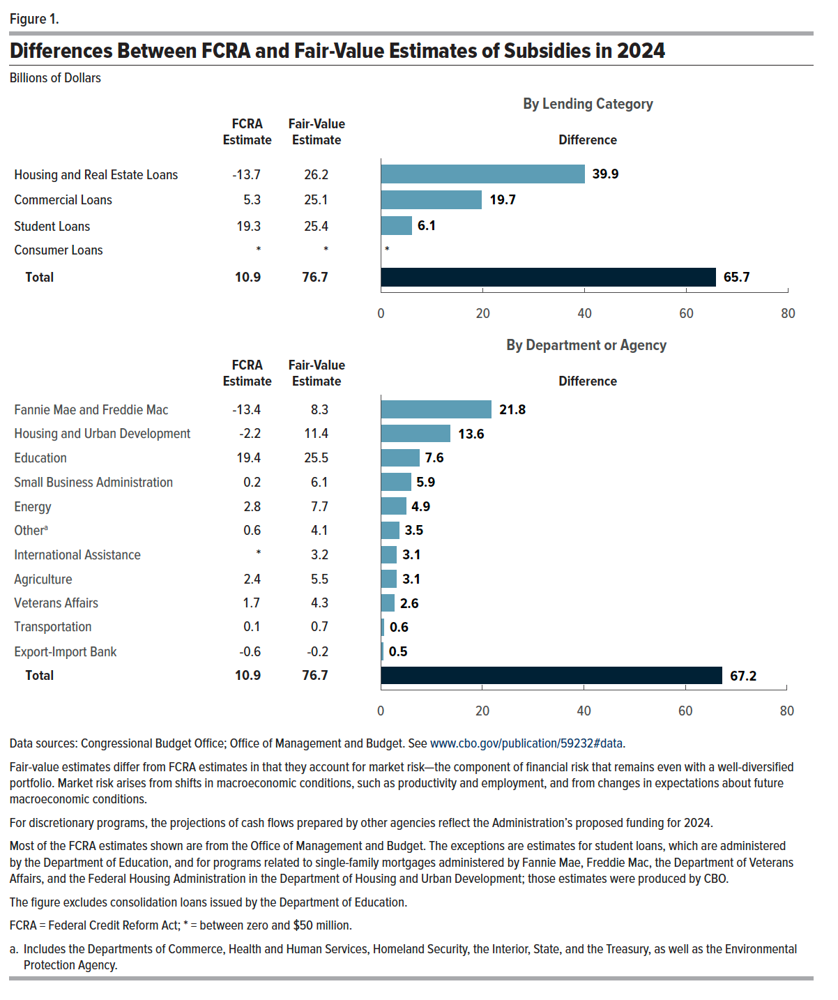 Figure 1.
Differences Between FCRA and Fair-Value Estimates of Subsidies in 2024
Billions of Dollars
By Lending Category
FCRA Estimate Fair-Value Estimate Difference
Housing and Real Estate Loans -13.7 26.2 39.9
Commercial Loans 5.3 25.1 19.7
Student Loans 19.3 25.4 6.1
Consumer Loans * * *
Total 10.9 76.7 65.7
0 20 40 60 80
By Department or Agency
FCRA Estimate Fair-Value Estimate Difference
Fannie Mae and Freddie Mac -13.4 8.3 21.8
Housing and Urban Development -2.2 11.4 13.6
Education 19.4 25.5 7.6
Small Business Administration 0.2 6.1 5.9
Energy 2.8 7.7 4.9
Otherᵃ 0.6 4.1 3.5
International Assistance * 3.2 3.1
Agriculture 2.4 5.5 3.1
Veterans Affairs 1.7 4.3 2.6
Transportation 0.1 0.7 0.6
Export-Import Bank -0.6 -0.2 0.5
Total 10.9 76.7 67.2
0 20 40 60 80
Data sources: Congressional Budget Office; Office of Management and Budget. See www.cbo.gov/publication/59232#data.
Fair-value estimates differ from FCRA estimates in that they account for market risk—the component of financial risk that remains even with a well-diversified
portfolio. Market risk arises from shifts in macroeconomic conditions, such as productivity and employment, and from changes in expectations about future
macroeconomic conditions.
For discretionary programs, the projections of cash flows prepared by other agencies reflect the Administration’s proposed funding for 2024.
Most of the FCRA estimates shown are from the Office of Management and Budget. The exceptions are estimates for student loans, which are administered
by the Department of Education, and for programs related to single-family mortgages administered by Fannie Mae, Freddie Mac, the Department of Veterans
Affairs, and the Federal Housing Administration in the Department of Housing and Urban Development; those estimates were produced by CBO.
The figure excludes consolidation loans issued by the Department of Education.
FCRA = Federal Credit Reform Act; * = between zero and $50 million.
a. Includes the Departments of Commerce, Health and Human Services, Homeland Security, the Interior, State, and the Treasury, as well as the Environmental
Protection Agency.